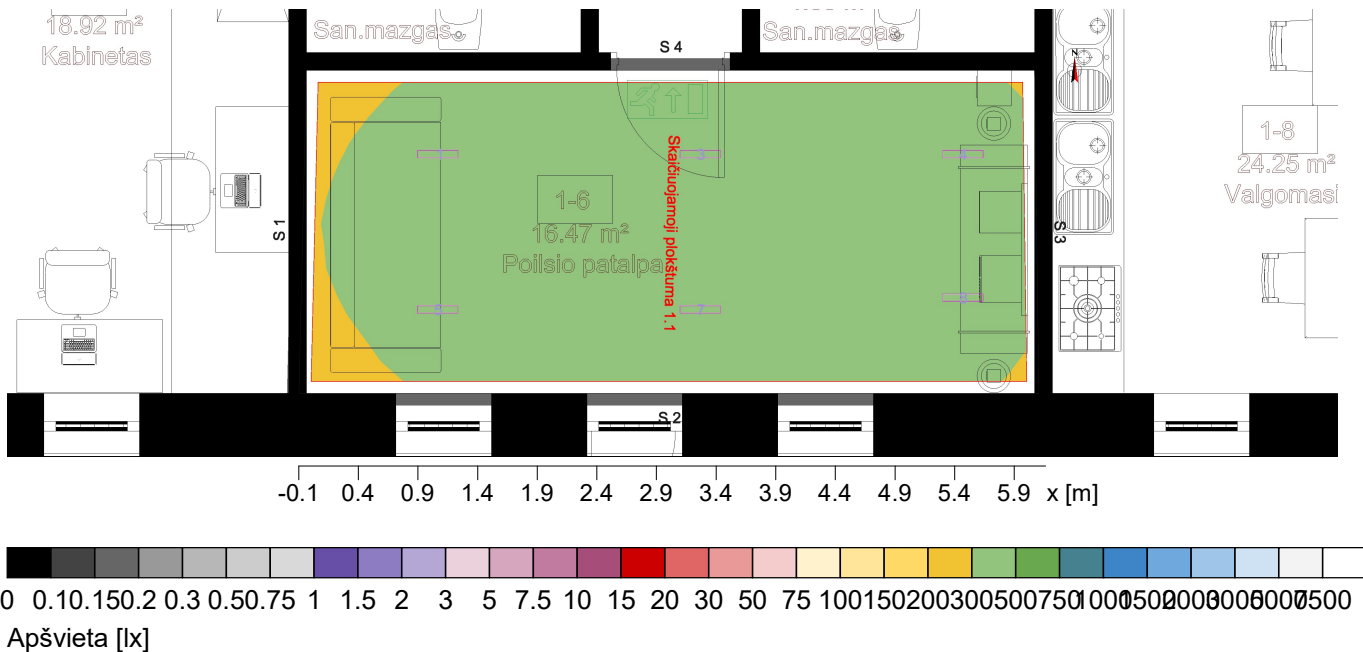 18.92 m²
Kabinetas
San.mazgas
S 4
San.mazgas
N
1-8
24.25 m²
Valgomasi
1
3
4
1-6
16.47 m²
Poilsio patalpa
Skaičiuojamoji plokštuma 1.1
S 1
S 3
5
7
S 2
-0.1 0.4 0.9 1.4 1.9 2.4 2.9 3.4 3.9 4.4 4.9 5.4 5.9 x [m]
0 0.1 0.15 0.2 0.3 0.5 0.75 1 1.5 2 3 5 7.5 10 15 20 30 50 75 100 150 200 300 500 750 1000 1500 2000 3000 5000 7500
Apšvieta [lx]